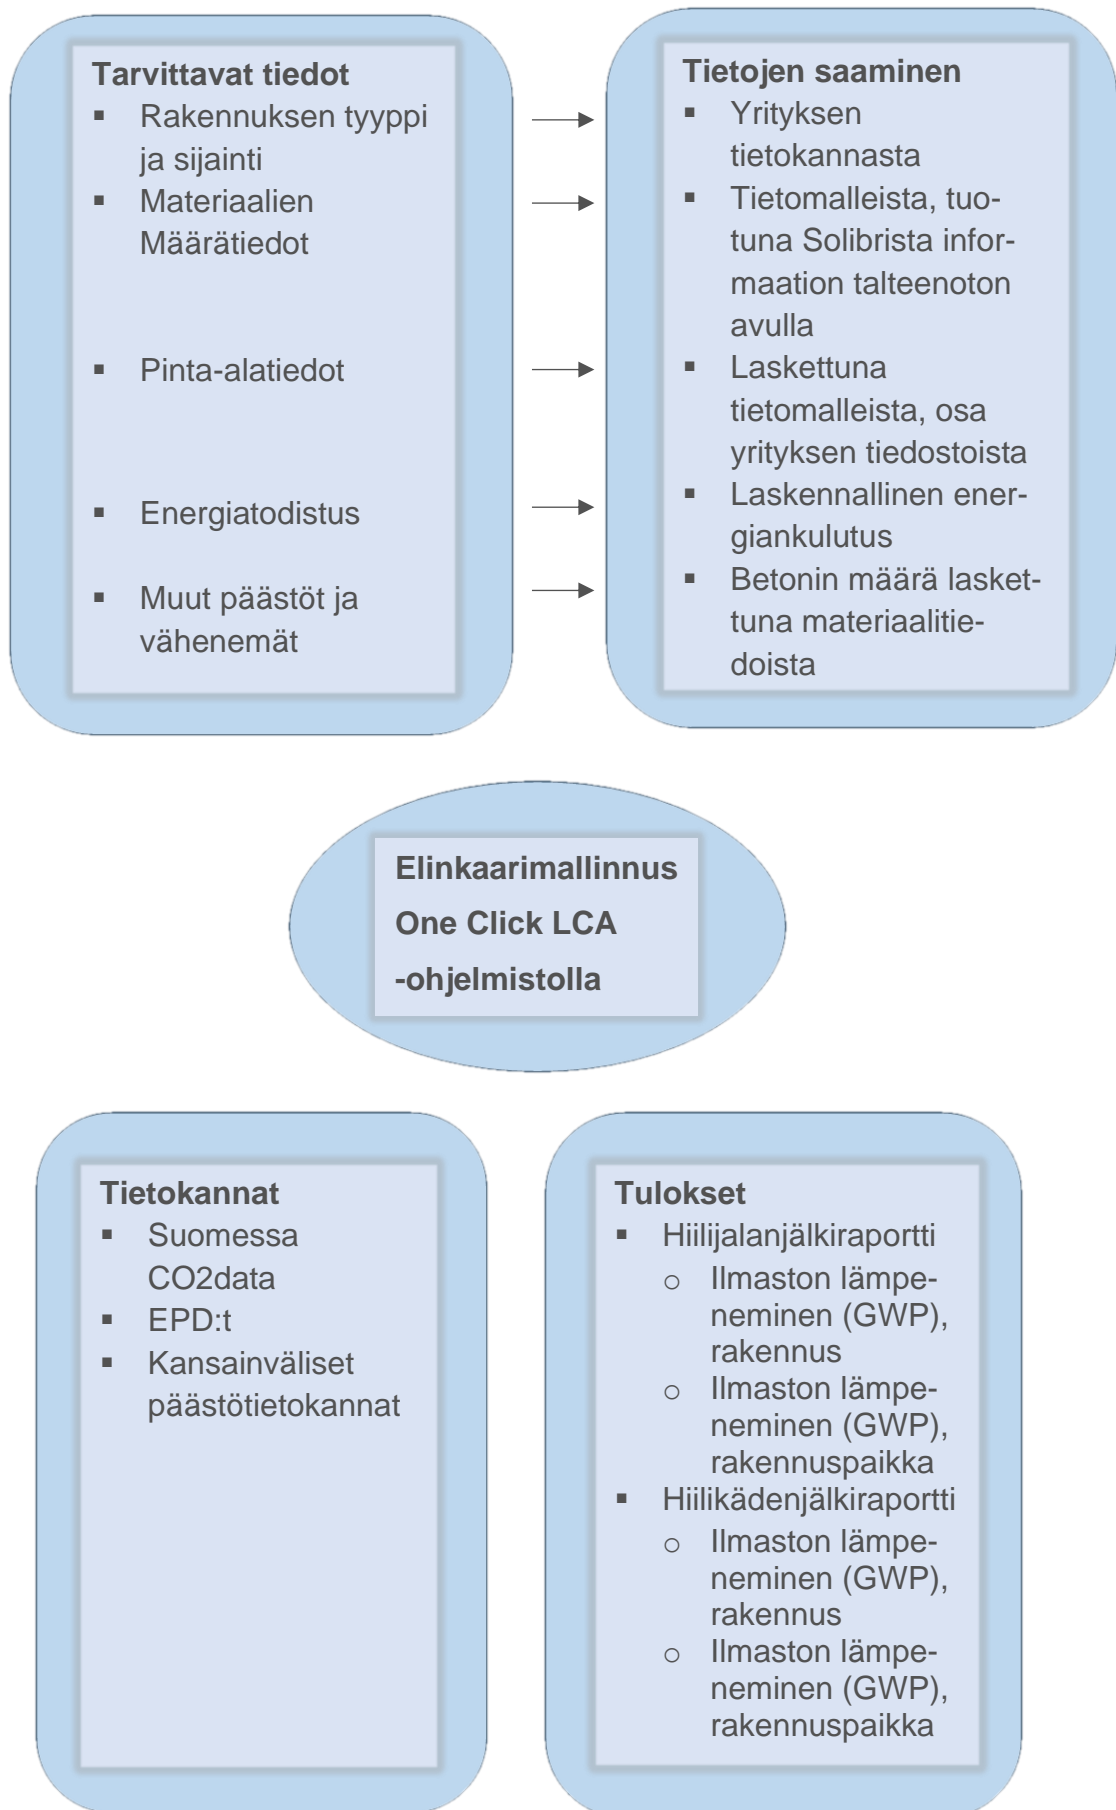 Tarvittavat tiedot
▪ Rakennuksen tyyppi
ja sijainti
▪ Materiaalien
Määrätiedot
▪ Pinta-alatiedot
▪ Energiatodistus
▪ Muut päästöt ja
vähenemät
Tietojen saaminen
▪ Yrityksen
tietokannasta
▪ Tietomalleista, tuo-
tuna Solibrista infor-
maation talteenoton
avulla
▪ Laskettuna
tietomalleista, osa
yrityksen tiedostoista
▪ Laskennallinen ener-
giankulutus
▪ Betonin määrä lasket-
tuna materiaalitie-
doista
Elinkaarimallinnus
One Click LCA
-ohjelmistolla
Tietokannat
▪ Suomessa
CO2data
▪ EPD:t
▪ Kansainväliset
päästötietokannat
Tulokset
▪ Hiilijalanjälkiraportti
o Ilmaston lämpe-
neminen (GWP),
rakennus
o Ilmaston lämpe-
neminen (GWP),
rakennuspaikka
▪ Hiilikädenjälkiraportti
o Ilmaston lämpe-
neminen (GWP),
rakennus
o Ilmaston lämpe-
neminen (GWP),
rakennuspaikka